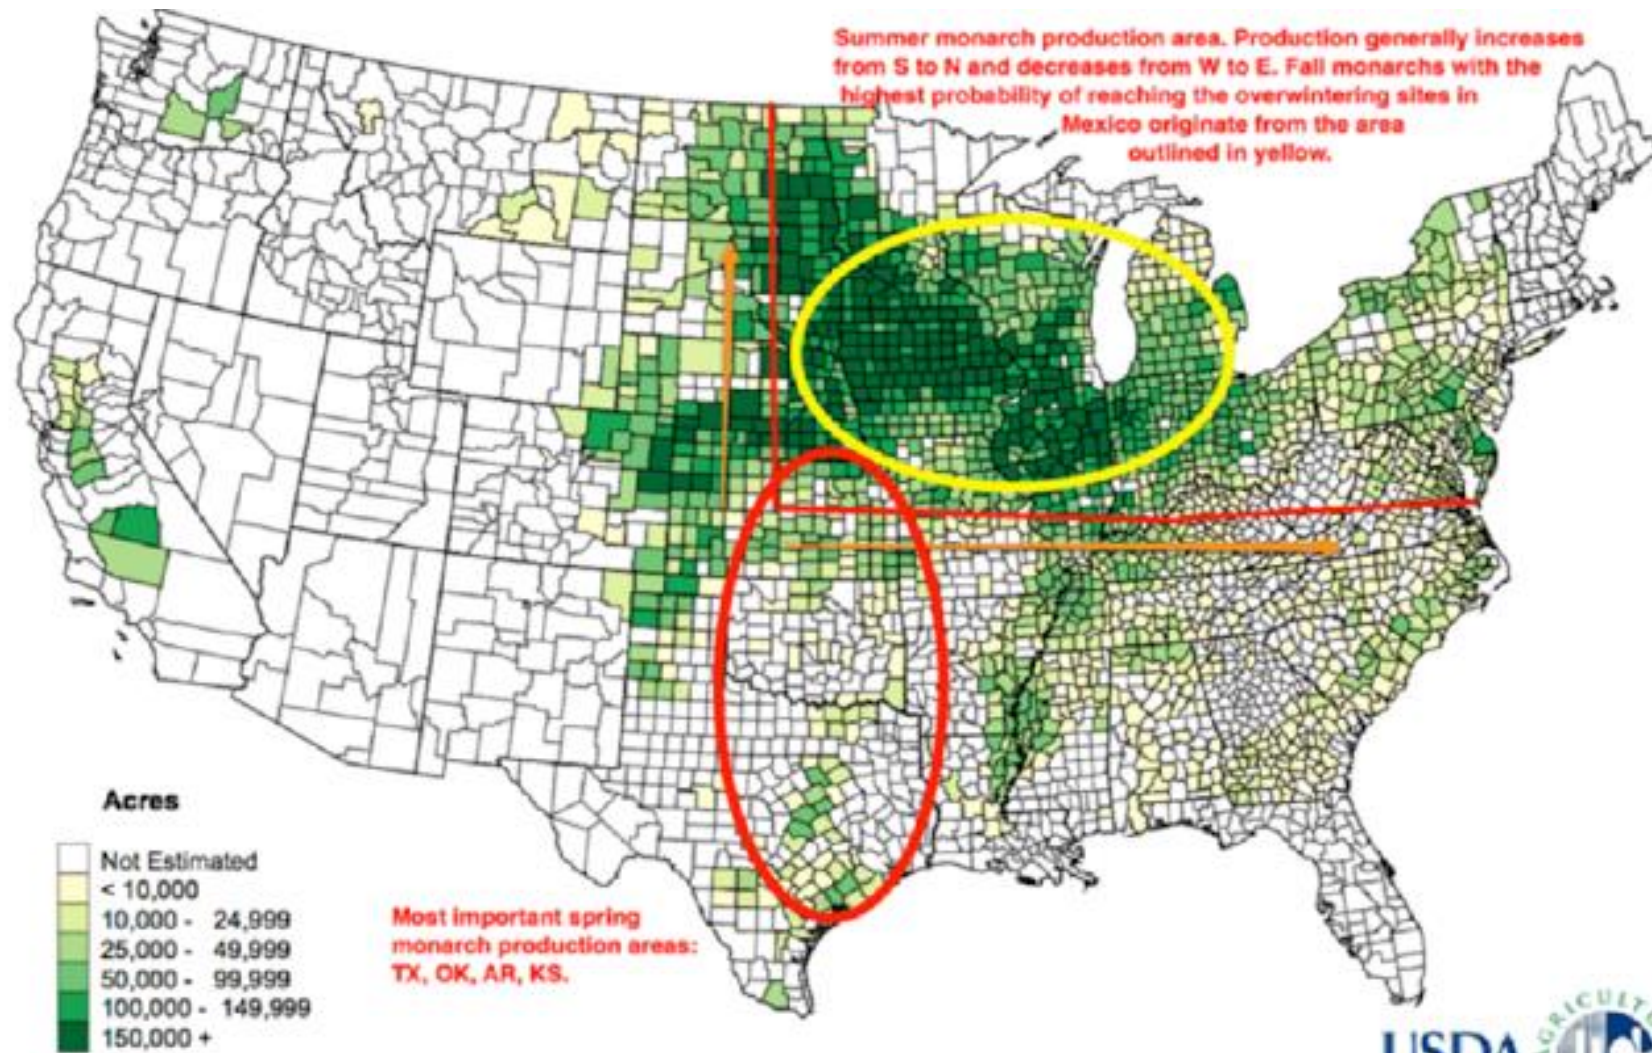 Summer monarch production area. Production generally increases
from S to N and decreases from W to E. Fall monarchs with the
highest probability of reaching the overwintering sites in
Mexico originate from the area
outlined in yellow.
Acres
Not Estimated
< 10,000
10,000 - 24,999
25,000 - 49,999
50,000 - 99,999
100,000 - 149,999
150,000 +
Most important spring
monarch production areas:
TX, OK, AR, KS.
USDA